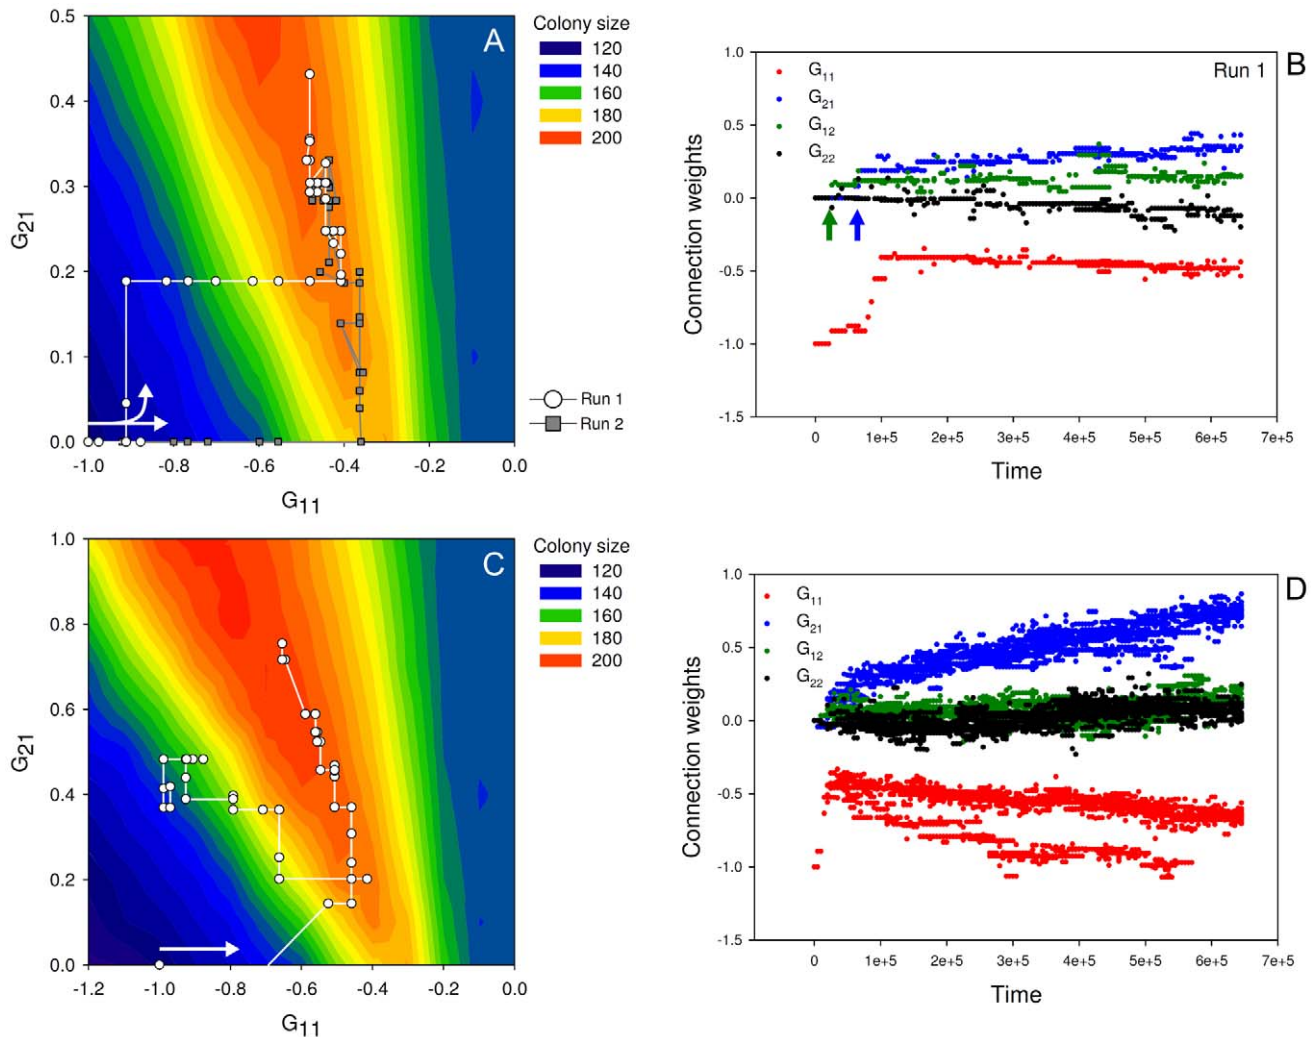 A
0.5
0.4
0.3
0.2
0.1
0.0
G21
-1.0 -0.8 -0.6 -0.4 -0.2 0.0
G11
Colony size
120
140
160
180
200
Run 1
Run 2
B
Run 1
1.0
0.5
0.0
-0.5
-1.0
-1.5
Connection weights
G11
G21
G12
G22
0 1e+5 2e+5 3e+5 4e+5 5e+5 6e+5 7e+5
Time
C
1.0
0.8
0.6
0.4
0.2
0.0
G21
-1.2 -1.0 -0.8 -0.6 -0.4 -0.2 0.0
G11
Colony size
120
140
160
180
200
D
1.0
0.5
0.0
-0.5
-1.0
-1.5
Connection weights
G11
G21
G12
G22
0 1e+5 2e+5 3e+5 4e+5 5e+5 6e+5 7e+5
Time